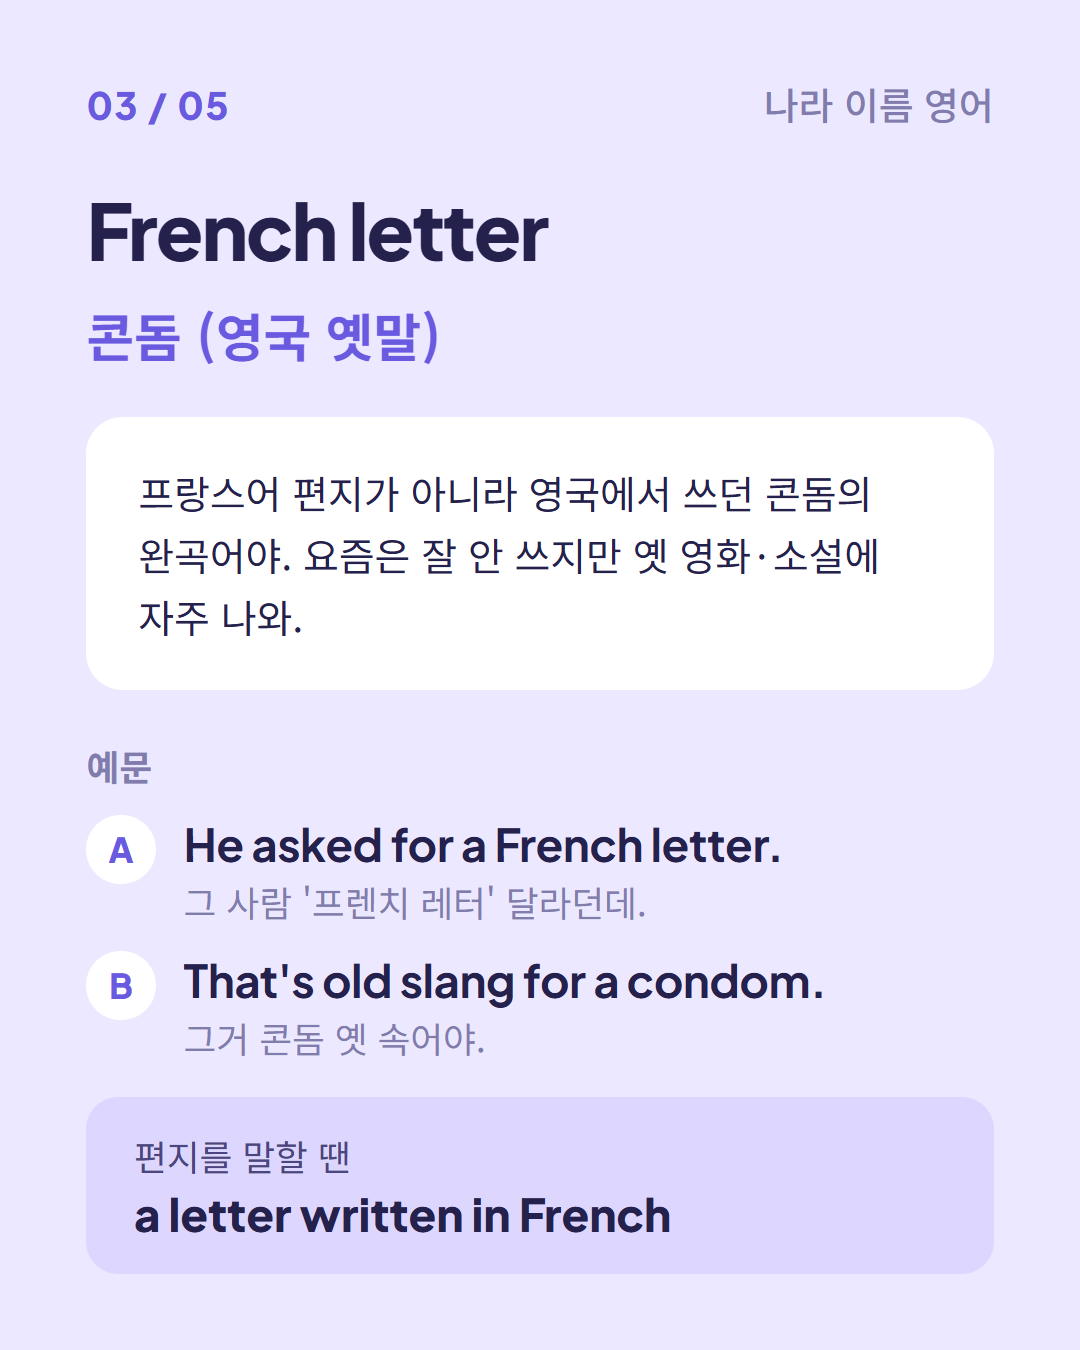 03 / 05
나라 이름 영어
French letter
콘돔 (영국 옛말)
프랑스어 편지가 아니라 영국에서 쓰던 콘돔의
완곡어야. 요즘은 잘 안 쓰지만 옛 영화·소설에
자주 나와.
예문
A
He asked for a French letter.
그 사람 '프렌치 레터' 달라던데.
B
That's old slang for a condom.
그거 콘돔 옛 속어야.
편지를 말할 땐
a letter written in French